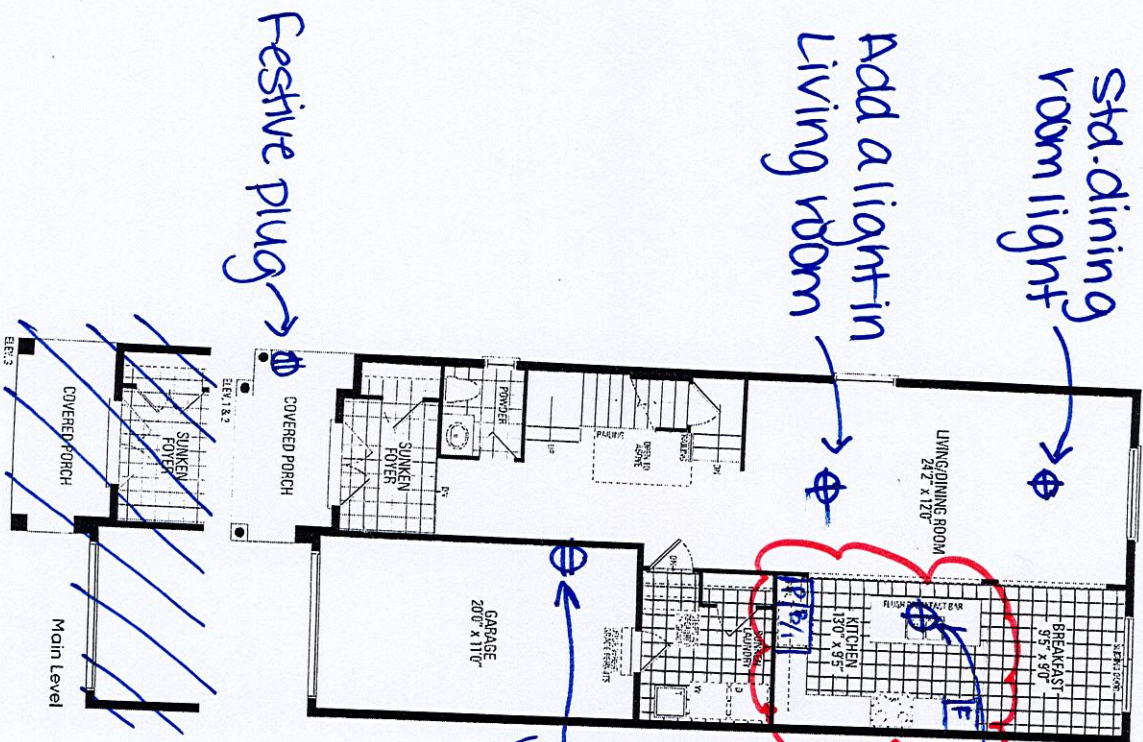 Std. dining
room light
Add a light in
Living room
Festive plug
LIVING/DINING ROOM
24'2" x 12'0"
BREAKFAST
9'5" x 9'0"
FLUSH BREAKFAST BAR
KITCHEN
13'0" x 9'5"
F
P
B/I
LAUNDRY
D
W
DN
RAILING
OPEN TO
ABOVE
RAILING
UP
DN
POWDER
SUNKEN
FOYER
GARAGE
20'0" x 11'0"
COVERED PORCH
ELEV. 1 & 2
SUNKEN
FOYER
COVERED PORCH
ELEV. 3
Main Level